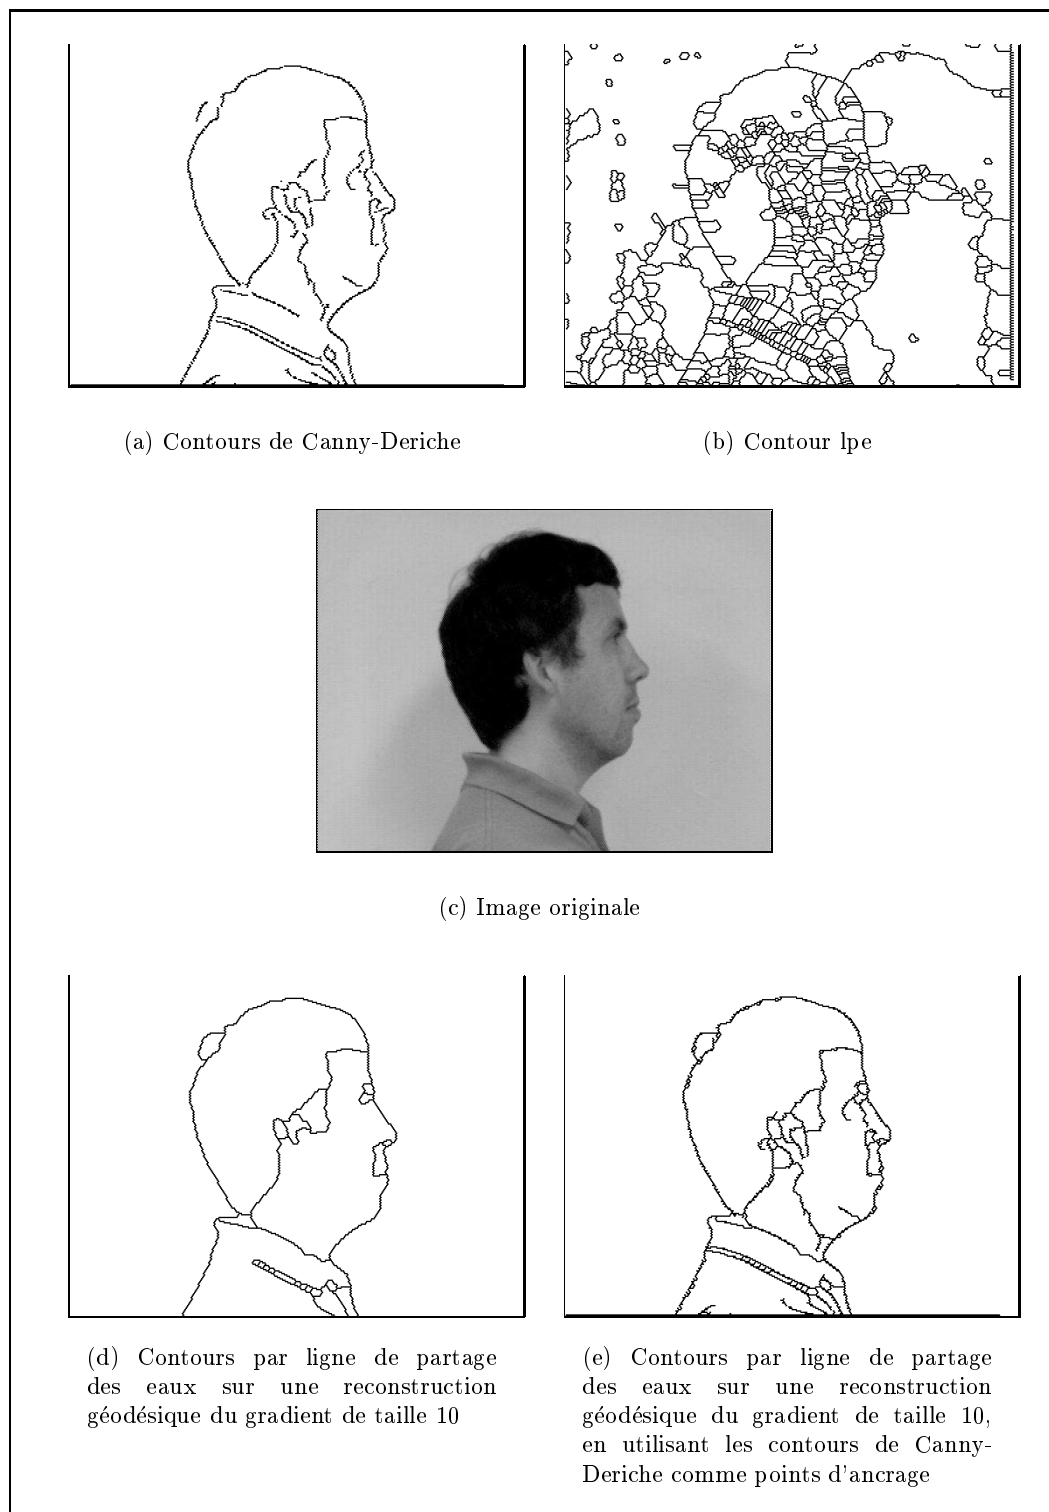 (a) Contours de Canny-Deriche
(b) Contour lpe
(c) Image originale
(d) Contours par ligne de partage
des eaux sur une reconstruction
géodésique du gradient de taille 10
(e) Contours par ligne de partage
des eaux sur une reconstruction
géodésique du gradient de taille 10,
en utilisant les contours de Canny-
Deriche comme points d'ancrage